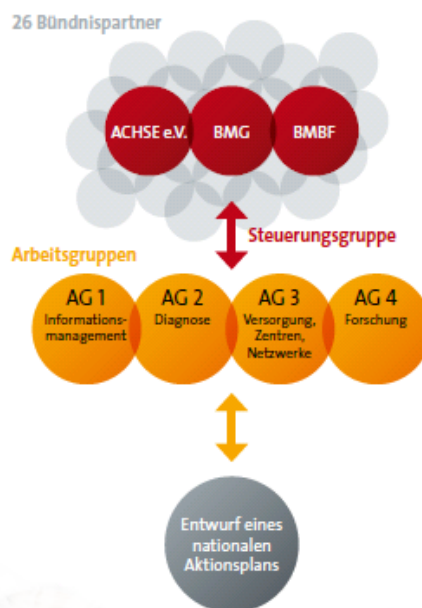 26 Bündnispartner
ACHSE e.V.
BMG
BMBF
Steuerungsgruppe
Arbeitsgruppen
AG 1
Informations-
management
AG 2
Diagnose
AG 3
Versorgung,
Zentren,
Netzwerke
AG 4
Forschung
Entwurf eines
nationalen
Aktionsplans